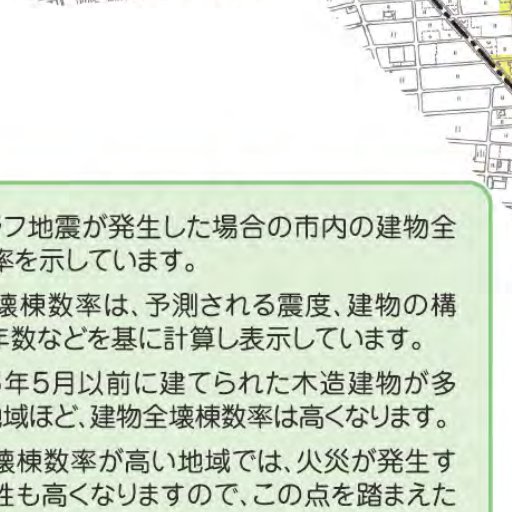 フ地震が発生した場合の市内の建物全
率を示しています。
壊棟数率は、予測される震度、建物の構
年数などを基に計算し表示しています。
年5月以前に建てられた木造建物が多
域ほど、建物全壊棟数率は高くなります。
壊棟数率が高い地域では、火災が発生す
性も高くなりますので、この点を踏まえた